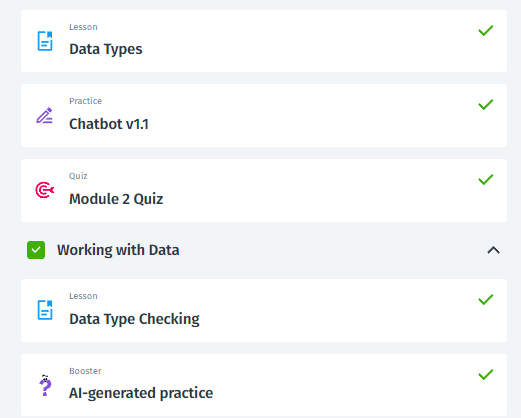 Lesson
Data Types
Practice
Chatbot v1.1
Quiz
Module 2 Quiz
Working with Data
Lesson
Data Type Checking
Booster
AI-generated practice